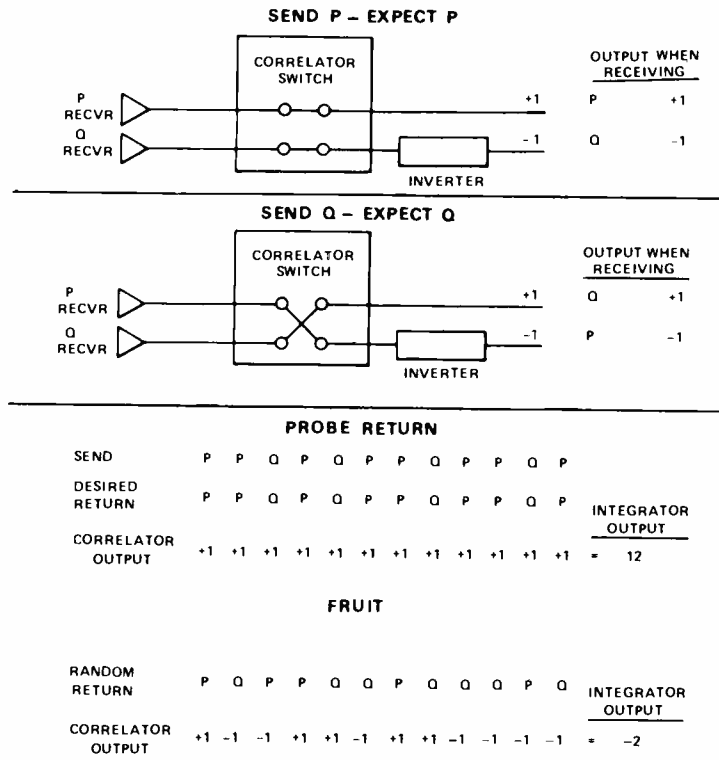 SEND P – EXPECT P
CORRELATOR
SWITCH
OUTPUT WHEN
RECEIVING
P
RECVR
+1
P +1
Q
RECVR
-1
Q -1
INVERTER
SEND Q – EXPECT Q
CORRELATOR
SWITCH
OUTPUT WHEN
RECEIVING
P
RECVR
+1
Q +1
Q
RECVR
-1
P -1
INVERTER
PROBE RETURN
SEND P P Q P Q P P Q P P Q P
DESIRED
RETURN P P Q P Q P P Q P P Q P
INTEGRATOR
OUTPUT
CORRELATOR
OUTPUT +1 +1 +1 +1 +1 +1 +1 +1 +1 +1 +1 +1 = 12
FRUIT
RANDOM
RETURN P Q P P Q Q P Q Q Q P Q
INTEGRATOR
OUTPUT
CORRELATOR
OUTPUT +1 -1 -1 +1 +1 -1 +1 +1 -1 -1 -1 -1 = -2